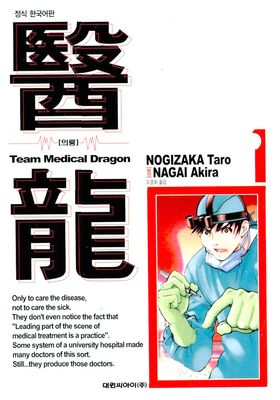 정식 한국어판
醫
[의룡]
Team Medical Dragon
龍
NOGIZAKA Taro
NAGAI Akira
1
Only to care the disease,
not to care the sick.
They don't even notice the fact that
"Leading part of the scene of
medical treatment is a practice".
Some system of a university hospital made
many doctors of this sort.
Still...they produce those doctors.
대원씨아이(주)